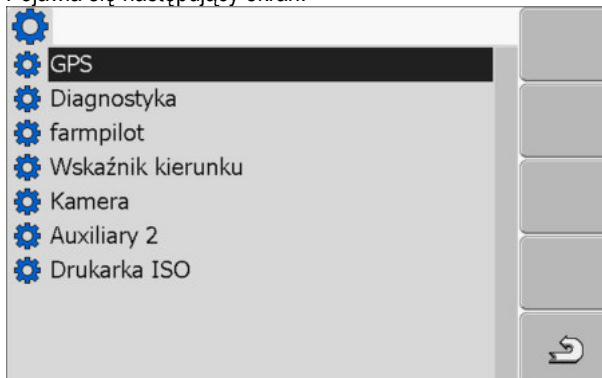 Pojawia się następujący ekran:
GPS
Diagnostyka
farmpilot
Wskaźnik kierunku
Kamera
Auxiliary 2
Drukarka ISO